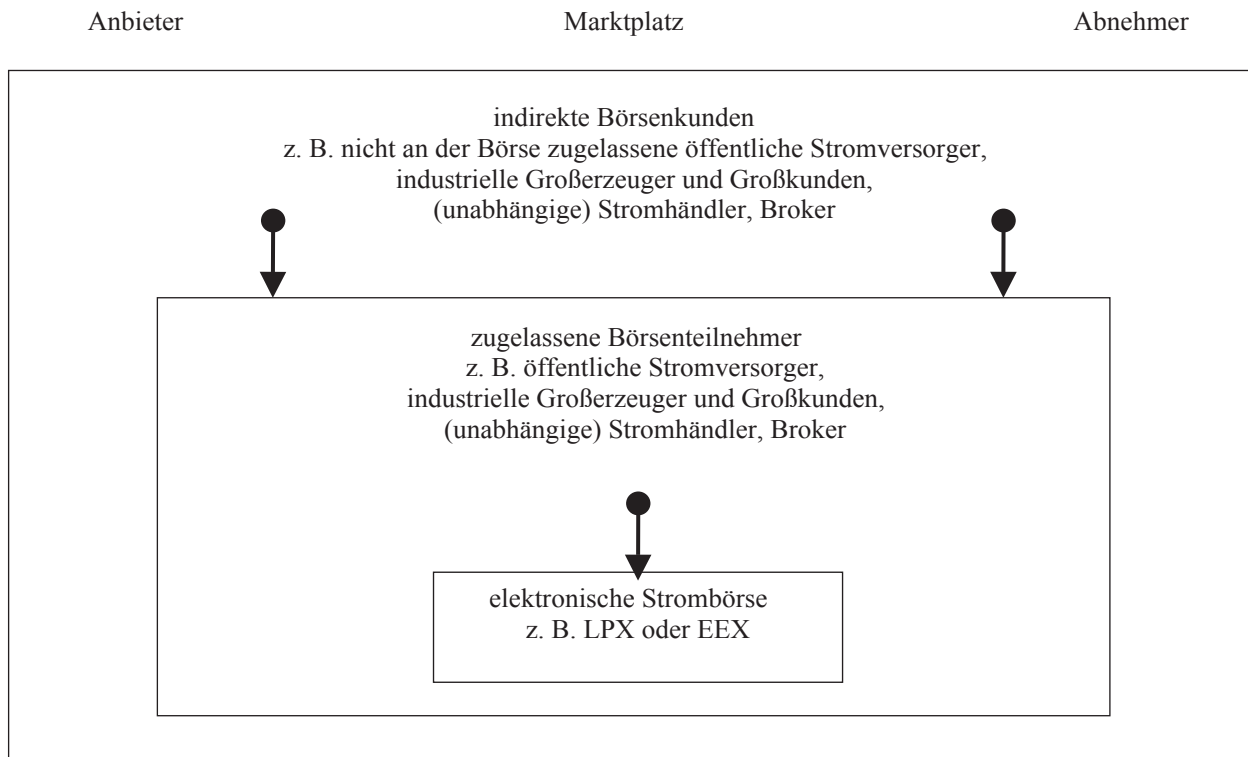 Anbieter Marktplatz Abnehmer
indirekte Börsenkunden
z. B. nicht an der Börse zugelassene öffentliche Stromversorger,
industrielle Großerzeuger und Großkunden,
(unabhängige) Stromhändler, Broker
zugelassene Börsenteilnehmer
z. B. öffentliche Stromversorger,
industrielle Großerzeuger und Großkunden,
(unabhängige) Stromhändler, Broker
elektronische Strombörse
z. B. LPX oder EEX